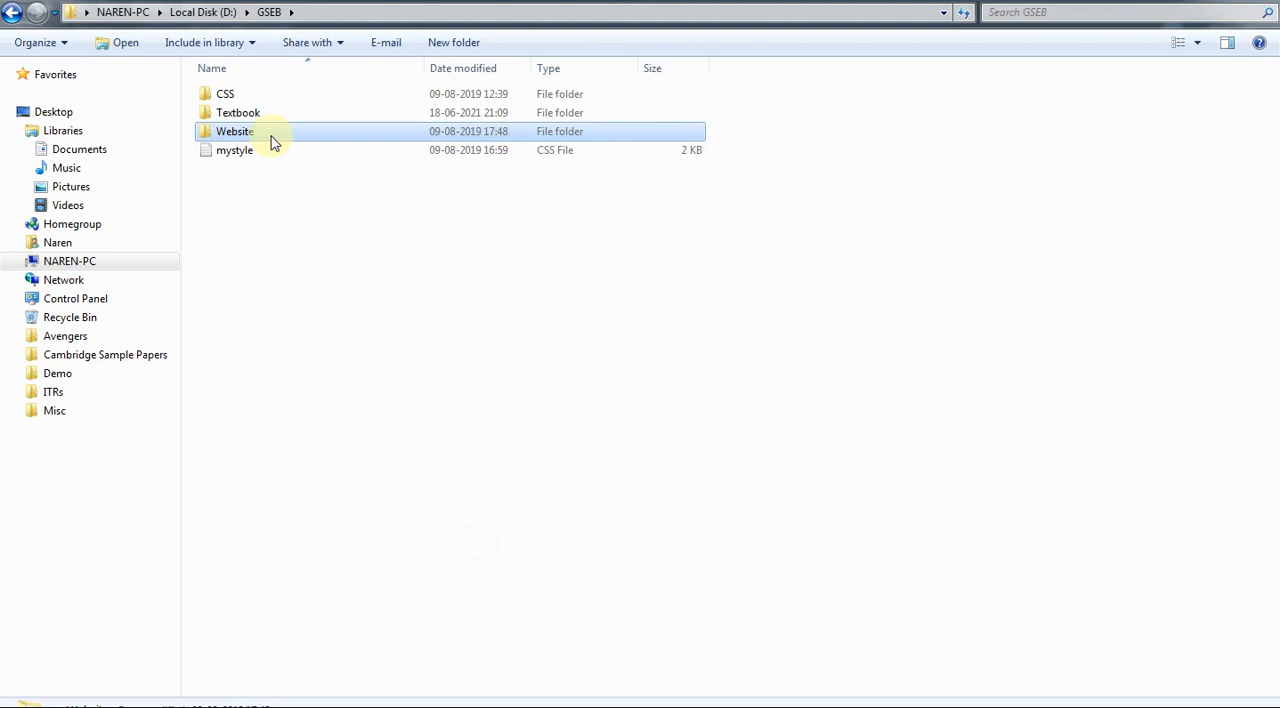 NAREN-PC Local Disk (D:) GSEB Search GSEB
Organize Open Include in library Share with E-mail New folder
Name Date modified Type Size
Favorites
Desktop
Libraries
Documents
Music
Pictures
Videos
Homegroup
Naren
NAREN-PC
Network
Control Panel
Recycle Bin
Avengers
Cambridge Sample Papers
Demo
ITRs
Misc
CSS 09-08-2019 12:39 File folder
Textbook 18-06-2021 21:09 File folder
Website 09-08-2019 17:48 File folder
mystyle 09-08-2019 16:59 CSS File 2 KB